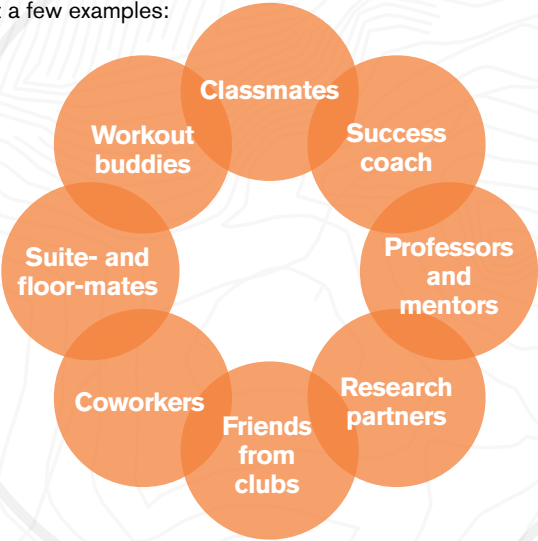 a few examples:
Classmates
Success
coach
Professors
and
mentors
Research
partners
Friends
from
clubs
Coworkers
Suite- and
floor-mates
Workout
buddies